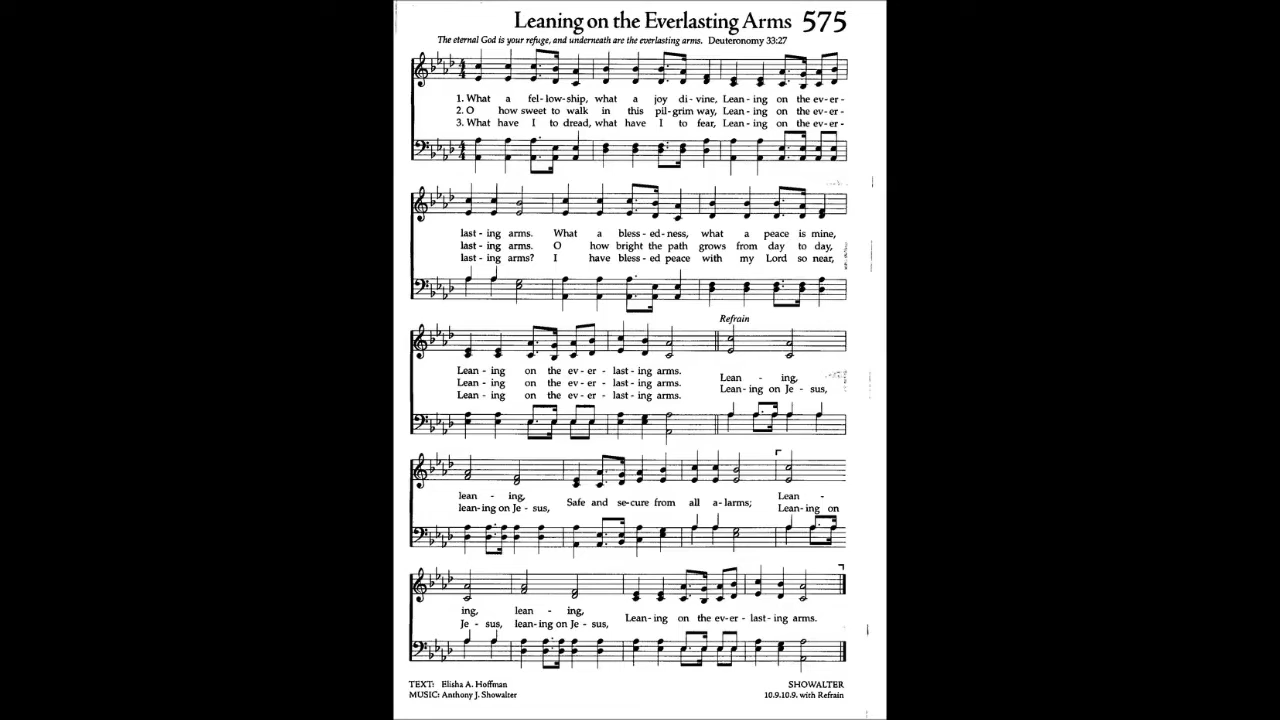 Leaning on the Everlasting Arms 575
The eternal God is your refuge, and underneath are the everlasting arms. Deuteronomy 33:27
1. What a fel-low-ship, what a joy di-vine, Lean-ing on the ev-er-
2. O how sweet to walk in this pil-grim way, Lean-ing on the ev-er-
3. What have I to dread, what have I to fear, Lean-ing on the ev-er-
last-ing arms. What a bless-ed-ness, what a peace is mine,
last-ing arms. O how bright the path grows from day to day,
last-ing arms? I have bless-ed peace with my Lord so near,
Refrain
Lean-ing on the ev-er-last-ing arms.
Lean-ing on the ev-er-last-ing arms.
Lean-ing on the ev-er-last-ing arms.
Lean - ing,
Lean-ing on Je - sus,
lean - ing, Safe and se-cure from all a-larms; Lean -
lean-ing on Je - sus, Lean-ing on
ing, lean - ing, Lean-ing on the ev-er-last-ing arms.
Je - sus, lean-ing on Je - sus,
TEXT: Elisha A. Hoffman SHOWALTER
MUSIC: Anthony J. Showalter 10.9.10.9. with Refrain